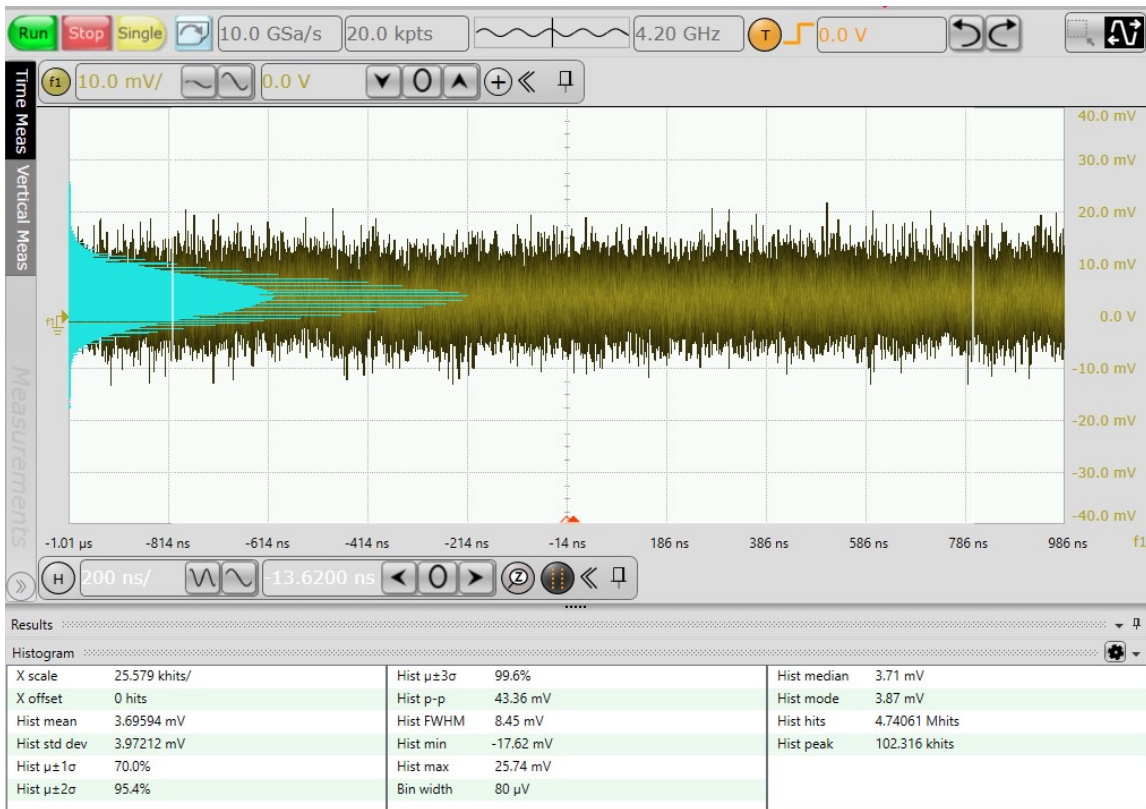 Run Stop Single 10.0 GSa/s 20.0 kpts 4.20 GHz T 0.0 V
Time Meas
Vertical Meas
Measurements
f1 10.0 mV/ 0.0 V 0
40.0 mV
30.0 mV
20.0 mV
10.0 mV
0.0 V
-10.0 mV
-20.0 mV
-30.0 mV
-40.0 mV
f1
-1.01 µs -814 ns -614 ns -414 ns -214 ns -14 ns 186 ns 386 ns 586 ns 786 ns 986 ns f1
H 200 ns/ -13.6200 ns 0 Z
Results
Histogram
X scale 25.579 khits/ Hist µ±3σ 99.6% Hist median 3.71 mV
X offset 0 hits Hist p-p 43.36 mV Hist mode 3.87 mV
Hist mean 3.69594 mV Hist FWHM 8.45 mV Hist hits 4.74061 Mhits
Hist std dev 3.97212 mV Hist min -17.62 mV Hist peak 102.316 khits
Hist µ±1σ 70.0% Hist max 25.74 mV
Hist µ±2σ 95.4% Bin width 80 µV